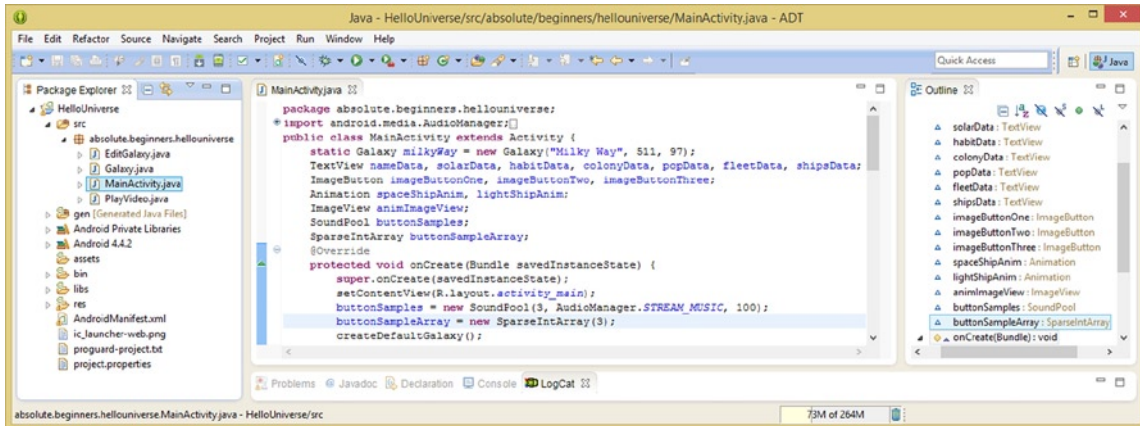 Java - HelloUniverse/src/absolute/beginners/hellouniverse/MainActivity.java - ADT
File Edit Refactor Source Navigate Search Project Run Window Help
Quick Access
Java
Package Explorer
HelloUniverse
src
absolute.beginners.hellouniverse
EditGalaxy.java
Galaxy.java
MainActivity.java
PlayVideo.java
gen [Generated Java Files]
Android Private Libraries
Android 4.4.2
assets
bin
libs
res
AndroidManifest.xml
ic_launcher-web.png
proguard-project.txt
project.properties
MainActivity.java
package absolute.beginners.hellouniverse;
import android.media.AudioManager;
public class MainActivity extends Activity {
static Galaxy milkyWay = new Galaxy("Milky Way", 511, 97);
TextView nameData, solarData, habitData, colonyData, popData, fleetData, shipsData;
ImageButton imageButtonOne, imageButtonTwo, imageButtonThree;
Animation spaceShipAnim, lightShipAnim;
ImageView animImageView;
SoundPool buttonSamples;
SparseIntArray buttonSampleArray;
@Override
protected void onCreate(Bundle savedInstanceState) {
super.onCreate(savedInstanceState);
setContentView(R.layout.activity_main);
buttonSamples = new SoundPool(3, AudioManager.STREAM_MUSIC, 100);
buttonSampleArray = new SparseIntArray(3);
createDefaultGalaxy();
Outline
solarData : TextView
habitData : TextView
colonyData : TextView
popData : TextView
fleetData : TextView
shipsData : TextView
imageButtonOne : ImageButton
imageButtonTwo : ImageButton
imageButtonThree : ImageButton
spaceShipAnim : Animation
lightShipAnim : Animation
animImageView : ImageView
buttonSamples : SoundPool
buttonSampleArray : SparseIntArray
onCreate(Bundle) : void
Problems @ Javadoc Declaration Console LogCat
absolute.beginners.hellouniverse.MainActivity.java - HelloUniverse/src
73M of 264M